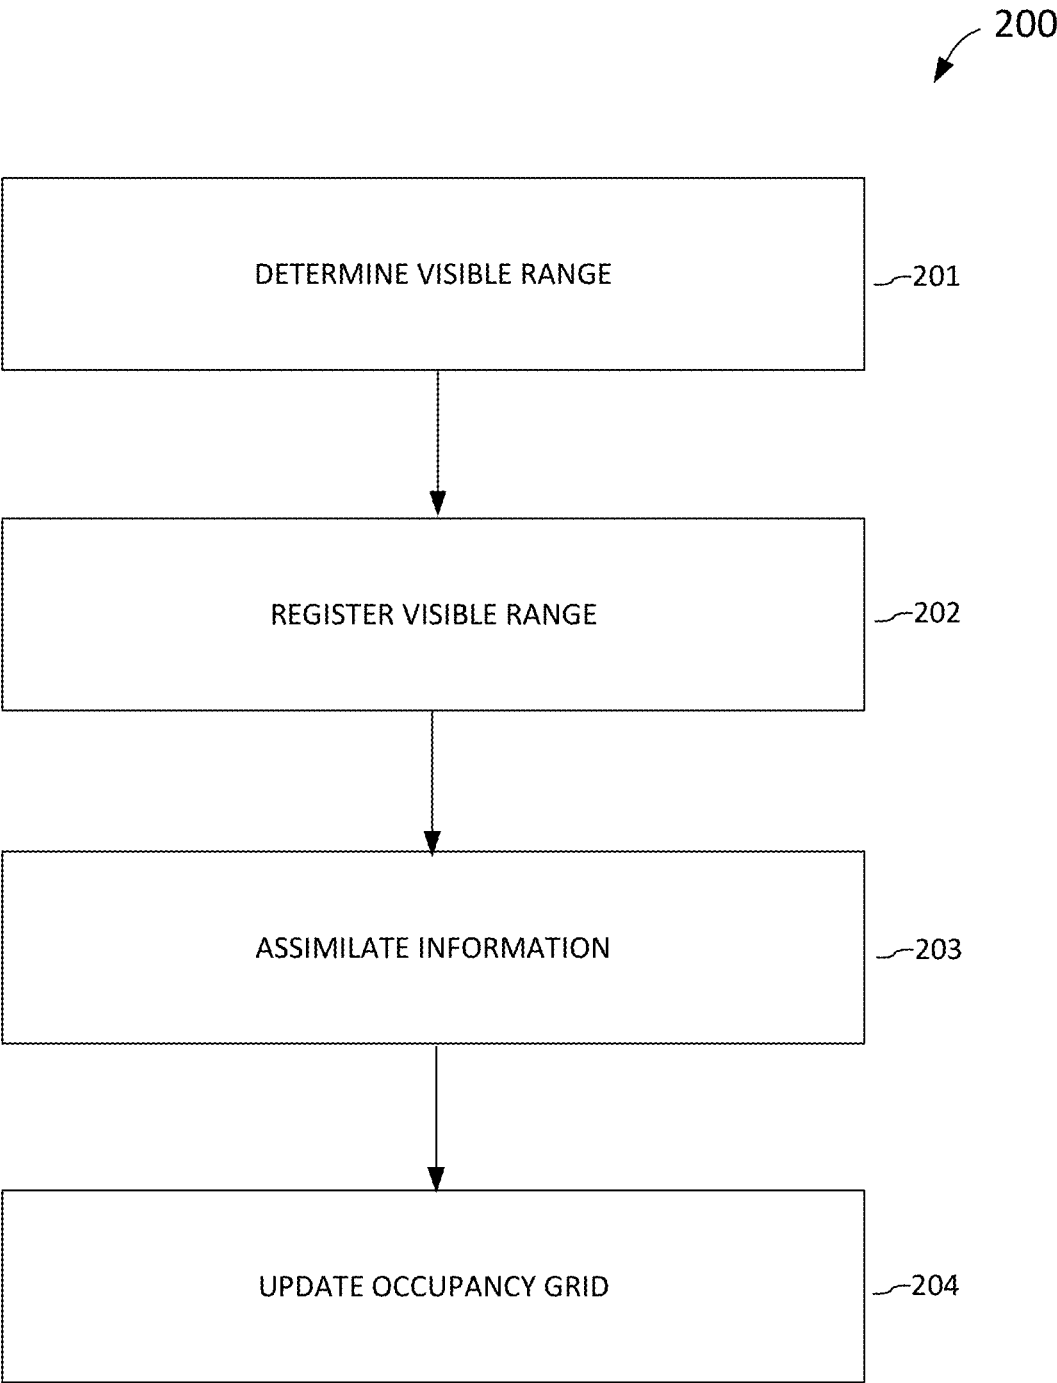 200
DETERMINE VISIBLE RANGE
201
REGISTER VISIBLE RANGE
202
ASSIMILATE INFORMATION
203
UPDATE OCCUPANCY GRID
204